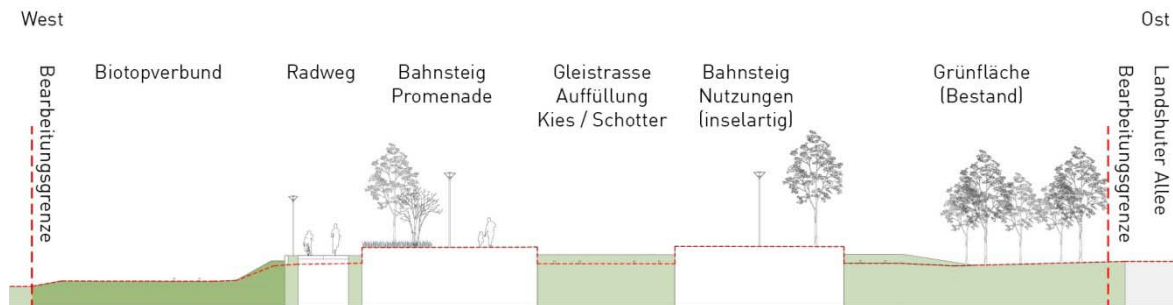 West
Ost
Bearbeitungsgrenze
Biotopverbund
Radweg
Bahnsteig
Promenade
Gleistrasse
Auffüllung
Kies / Schotter
Bahnsteig
Nutzungen
(inselartig)
Grünfläche
(Bestand)
Bearbeitungsgrenze
Landshuter Allee